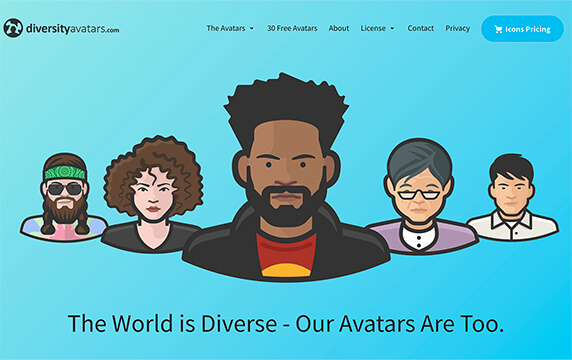 diversityavatars.com
The Avatars
30 Free Avatars
About
License
Contact
Privacy
Icons Pricing
The World is Diverse - Our Avatars Are Too.